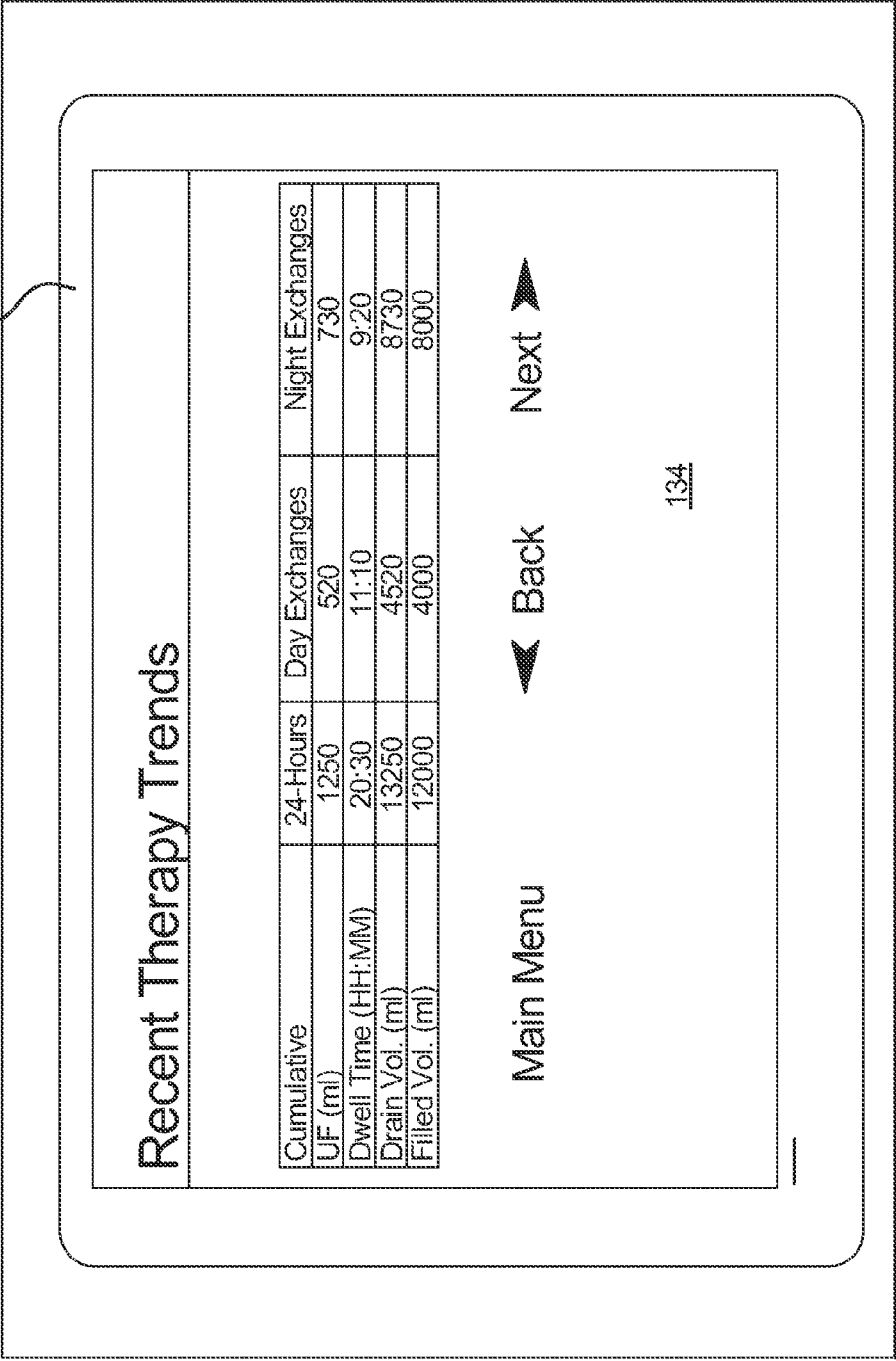 Recent Therapy Trends
Cumulative 24-Hours Day Exchanges Night Exchanges
UF (ml) 1250 520 730
Dwell Time (HH:MM) 20:30 11:10 9:20
Drain Vol. (ml) 13250 4520 8730
Filled Vol. (ml) 12000 4000 8000
Main Menu Back Next
134